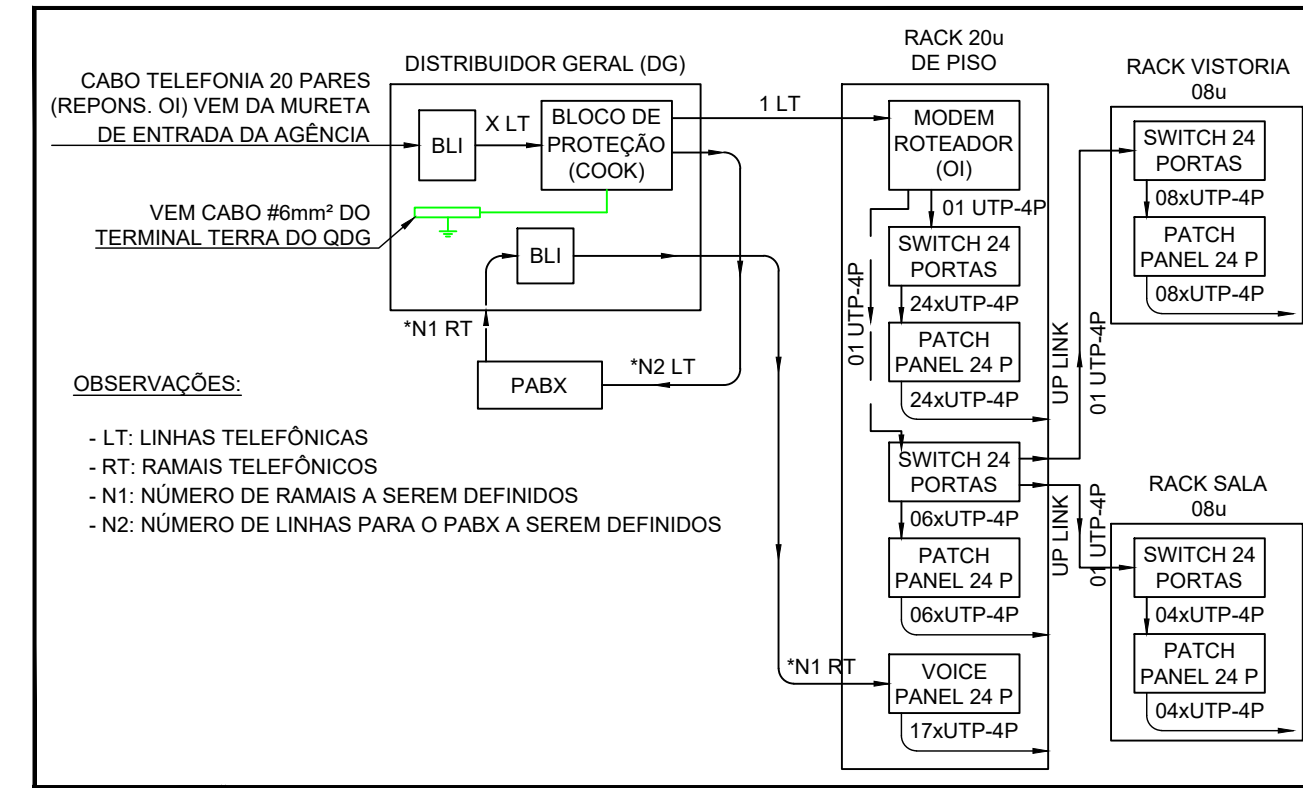 CABO TELEFONIA 20 PARES
(REPONS. OI) VEM DA MURETA
DE ENTRADA DA AGÊNCIA
VEM CABO #6mm² DO
TERMINAL TERRA DO QDG
DISTRIBUIDOR GERAL (DG)
BLI
X LT
BLOCO DE
PROTEÇÃO
(COOK)
BLI
*N1 RT
PABX
*N2 LT
1 LT
*N1 RT
OBSERVAÇÕES:
- LT: LINHAS TELEFÔNICAS
- RT: RAMAIS TELEFÔNICOS
- N1: NÚMERO DE RAMAIS A SEREM DEFINIDOS
- N2: NÚMERO DE LINHAS PARA O PABX A SEREM DEFINIDOS
RACK 20u
DE PISO
MODEM
ROTEADOR
(OI)
01 UTP-4P
01 UTP-4P
SWITCH 24
PORTAS
24xUTP-4P
PATCH
PANEL 24 P
24xUTP-4P
SWITCH 24
PORTAS
06xUTP-4P
PATCH
PANEL 24 P
06xUTP-4P
VOICE
PANEL 24 P
17xUTP-4P
UP LINK
01 UTP-4P
UP LINK
01 UTP-4P
RACK VISTORIA
08u
SWITCH 24
PORTAS
08xUTP-4P
PATCH
PANEL 24 P
08xUTP-4P
RACK SALA
08u
SWITCH 24
PORTAS
04xUTP-4P
PATCH
PANEL 24 P
04xUTP-4P